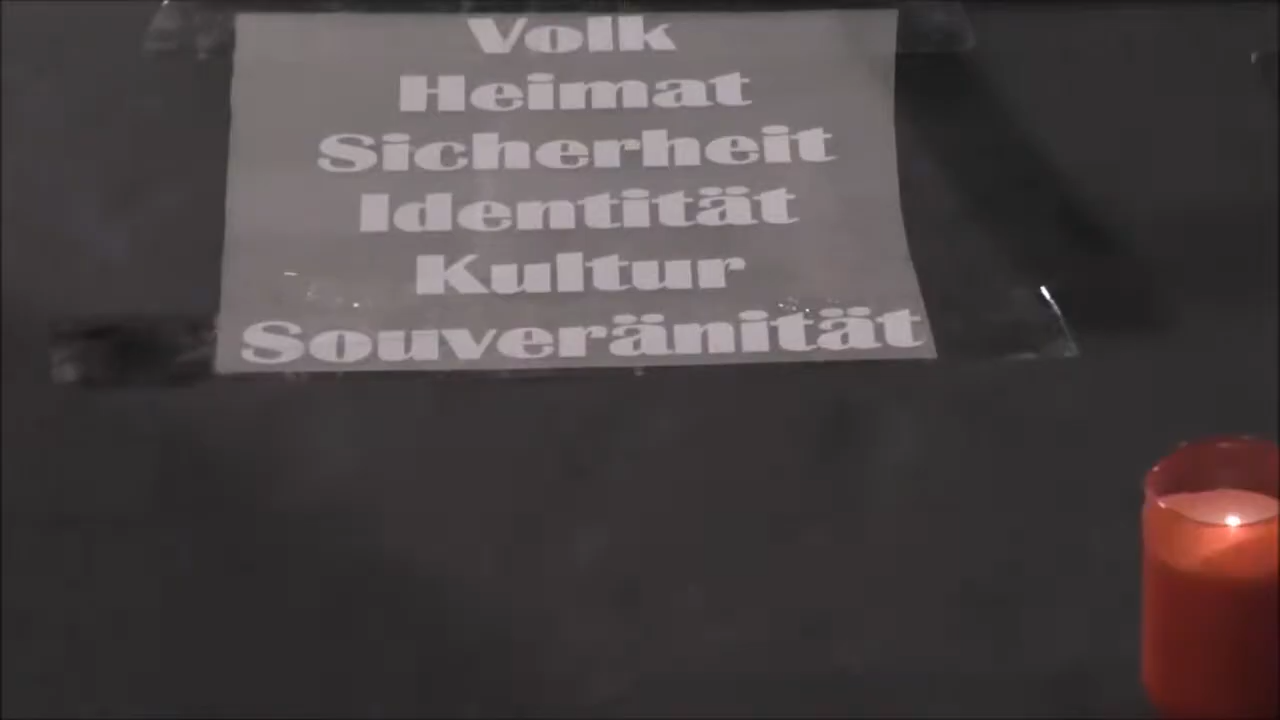 Volk
Heimat
Sicherheit
Identität
Kultur
Souveränität